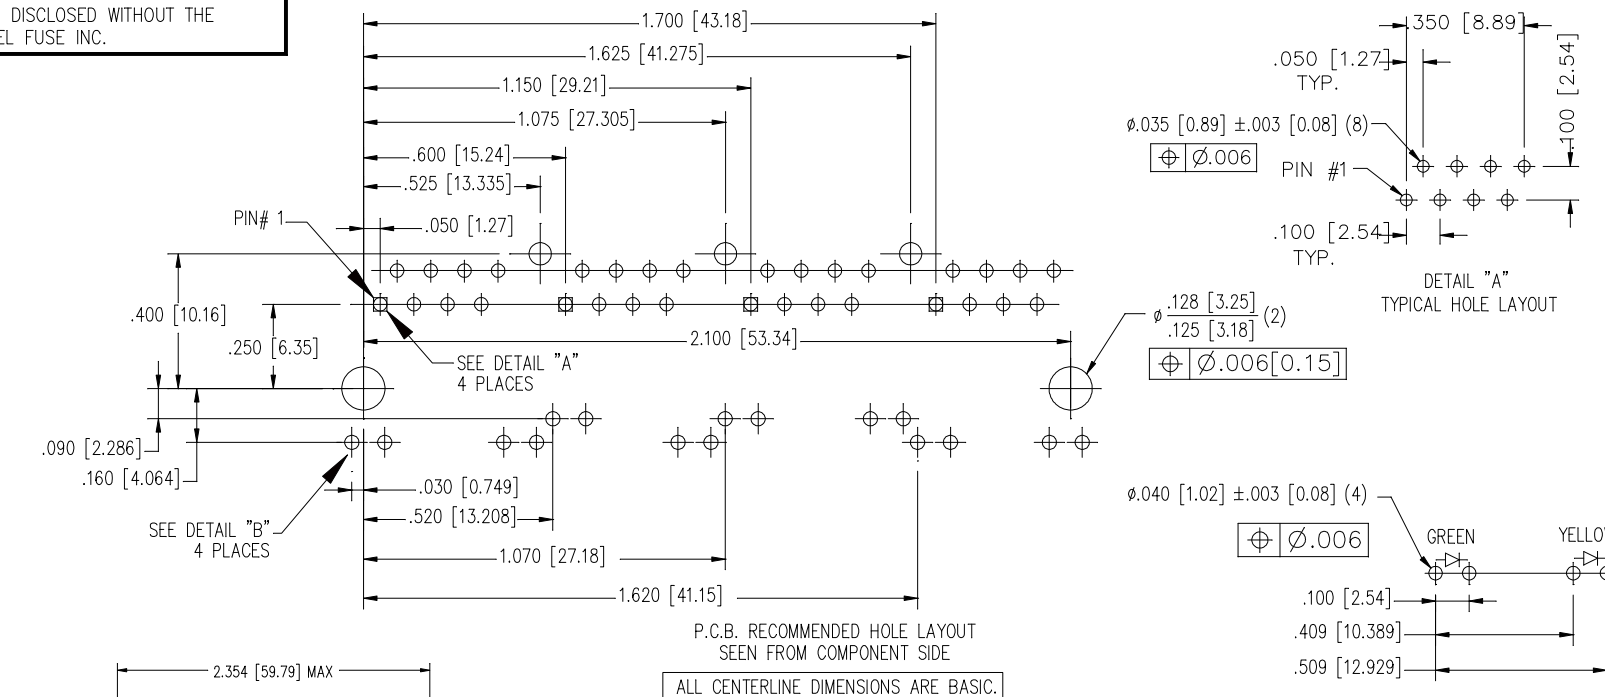 DISCLOSED WITHOUT THE
EL FUSE INC.
1.700 [43.18]
1.625 [41.275]
1.150 [29.21]
1.075 [27.305]
.600 [15.24]
.525 [13.335]
PIN# 1
.050 [1.27]
.400 [10.16]
.250 [6.35]
2.100 [53.34]
SEE DETAIL "A"
4 PLACES
ø .128 [3.25]
.125 [3.18] (2)
⌖ Ø.006[0.15]
.090 [2.286]
.160 [4.064]
.030 [0.749]
.520 [13.208]
SEE DETAIL "B"
4 PLACES
1.070 [27.18]
1.620 [41.15]
P.C.B. RECOMMENDED HOLE LAYOUT
SEEN FROM COMPONENT SIDE
ALL CENTERLINE DIMENSIONS ARE BASIC.
2.354 [59.79] MAX
.350 [8.89]
.050 [1.27]
TYP.
.100 [2.54]
ø.035 [0.89] ±.003 [0.08] (8)
⌖ Ø.006
PIN #1
.100 [2.54]
TYP.
DETAIL "A"
TYPICAL HOLE LAYOUT
ø.040 [1.02] ±.003 [0.08] (4)
⌖ Ø.006
GREEN
YELLO
.100 [2.54]
.409 [10.389]
.509 [12.929]